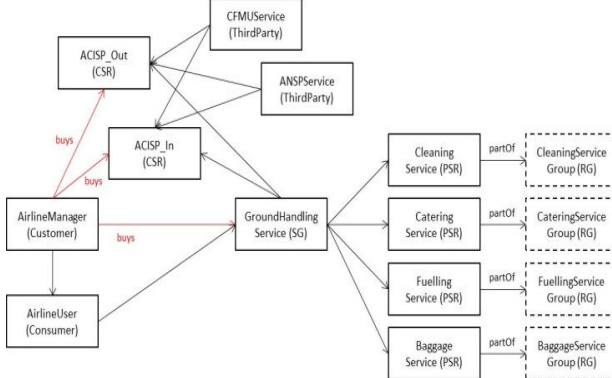 CFMUService
(ThirdParty)
ACISP_Out
(CSR)
ANSPService
(ThirdParty)
buys
ACISP_In
(CSR)
buys
Cleaning
Service (PSR)
partOf
CleaningService
Group (RG)
AirlineManager
(Customer)
buys
GroundHandling
Service (SG)
Catering
Service (PSR)
partOf
CateringService
Group (RG)
AirlineUser
(Consumer)
Fuelling
Service (PSR)
partOf
FuellingService
Group (RG)
Baggage
Service (PSR)
partOf
BaggageService
Group (RG)